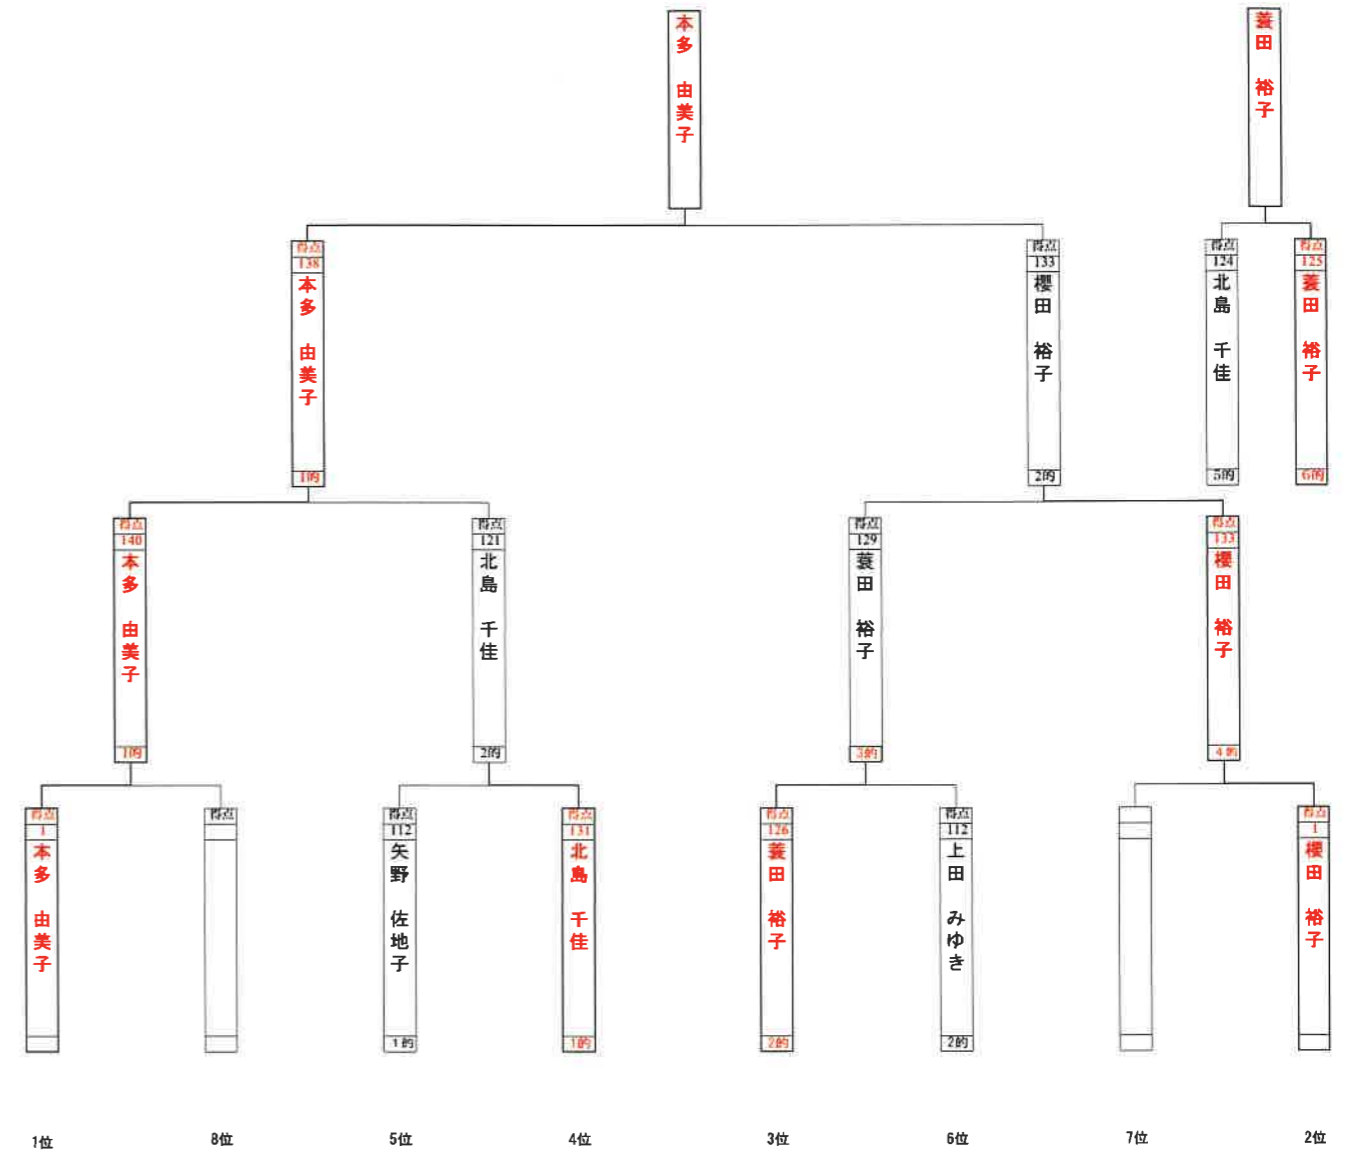 本多 由美子
蓑田 裕子
得点
138
本多 由美子
1的
得点
133
櫻田 裕子
2的
得点
124
北島 千佳
5的
得点
125
蓑田 裕子
6的
得点
140
本多 由美子
1的
得点
121
北島 千佳
2的
得点
129
蓑田 裕子
3的
得点
133
櫻田 裕子
4的
得点
1
本多 由美子
得点
得点
112
矢野 佐地子
1的
得点
131
北島 千佳
1的
得点
126
蓑田 裕子
2的
得点
112
上田 みゆき
2的
得点
1
櫻田 裕子
1位
8位
5位
4位
3位
6位
7位
2位